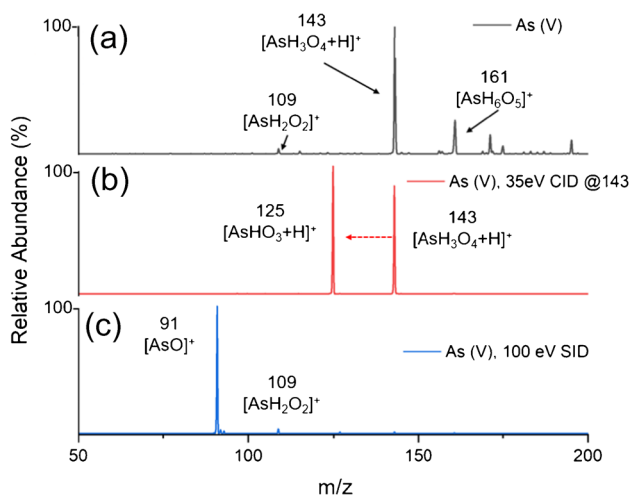 100
(a)
143
[AsH₃O₄+H]⁺
As (V)
161
[AsH₆O₅]⁺
109
[AsH₂O₂]⁺
100
(b)
As (V), 35eV CID @143
125
[AsHO₃+H]⁺
143
[AsH₃O₄+H]⁺
100
(c)
91
[AsO]⁺
As (V), 100 eV SID
109
[AsH₂O₂]⁺
Relative Abundance (%)
50 100 150 200
m/z